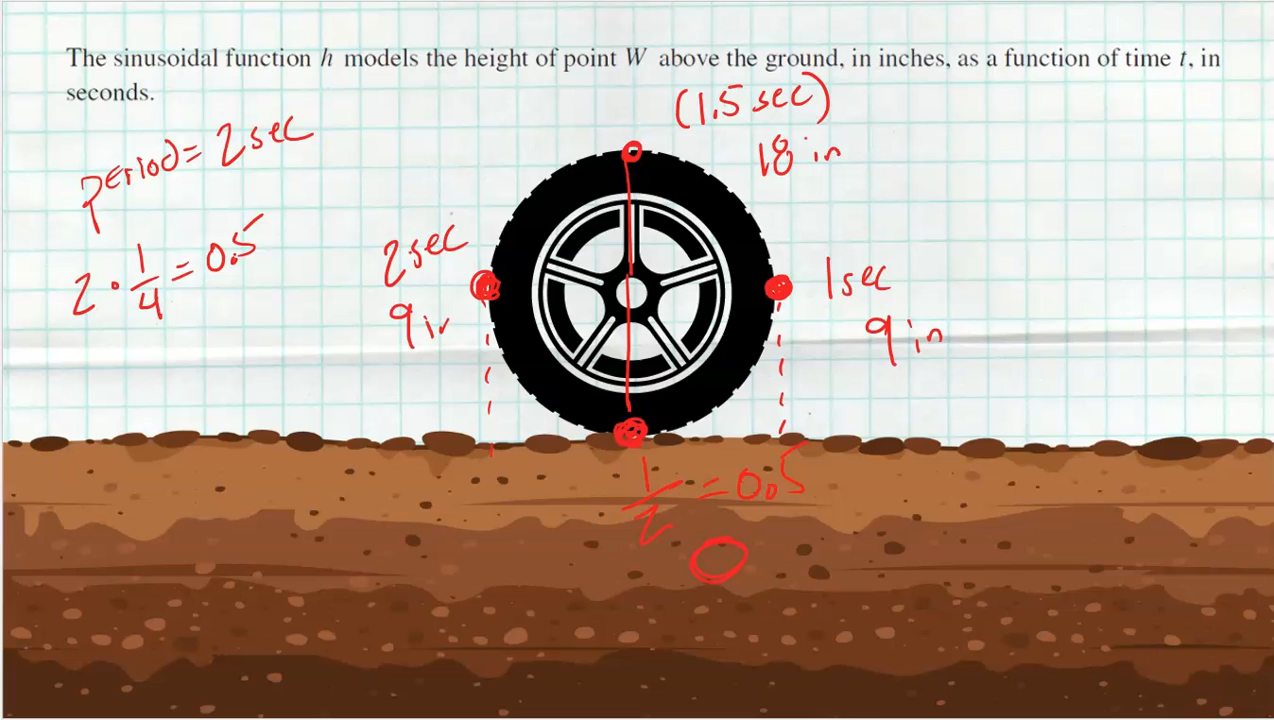 The sinusoidal function h models the height of point W above the ground, in inches, as a function of time t, in
seconds.
(1.5 sec)
18 in
period = 2 sec
2 · 1/4 = 0.5
2 sec
9 in
1 sec
9 in
1/2 = 0.5
0